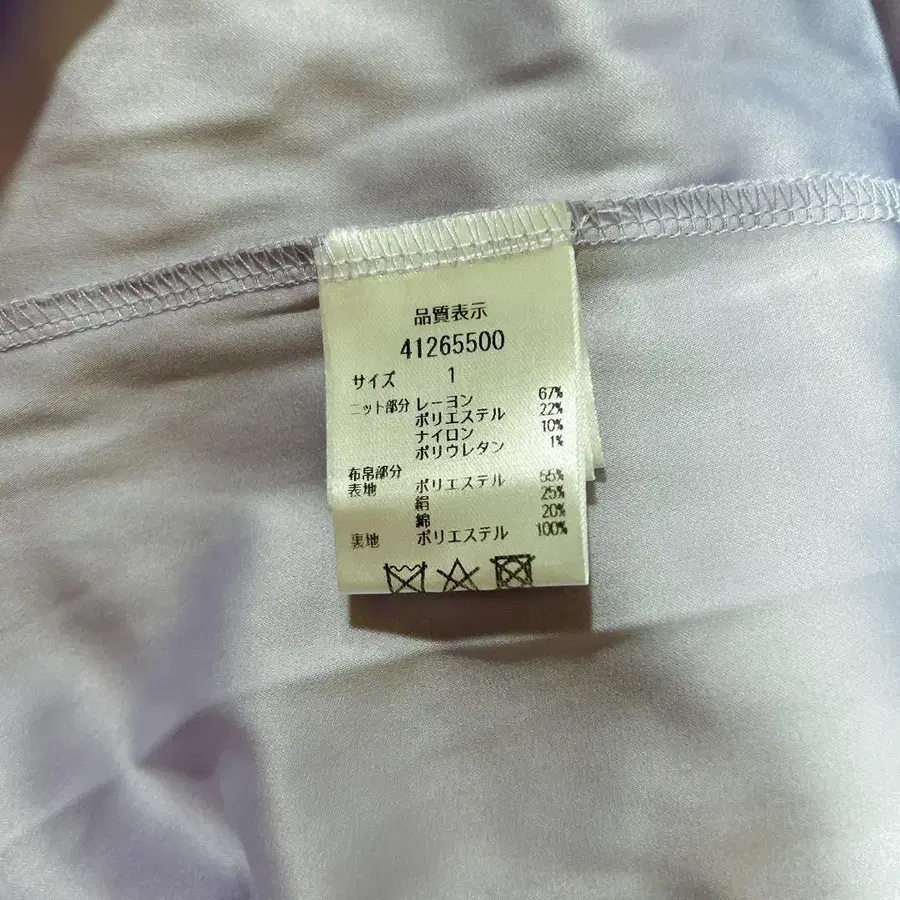 品質表示
41265500
サイズ 1
ニット部分 レーヨン 67%
ポリエステル 22%
ナイロン 10%
ポリウレタン 1%
布帛部分
表地 ポリエステル 55%
絹 25%
綿 20%
裏地 ポリエステル 100%